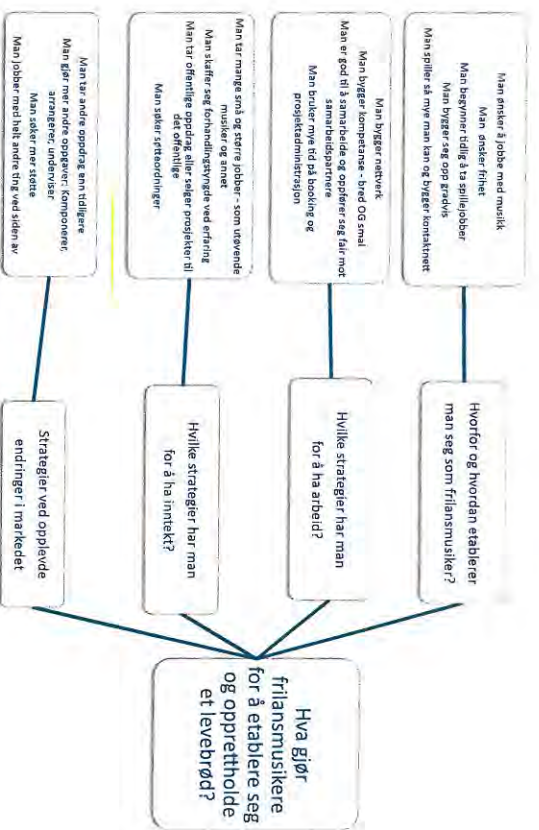 Man ønsker å jobbe med musikk
Man ønsker frihet
Man begynner tidlig å ta spillejobber
Man bygger seg opp gradvis
Man spiller så mye man kan og bygger kontaktnett
Hvorfor og hvordan etablerer
man seg som frilansmusiker?
Man bygger nettverk
Man bygger kompetanse - bred OG smal
Man er god til å samarbeide og oppfører seg fair mot
samarbeidspartnere
Man bruker mye tid på booking og
prosjektadministrasjon
Hvilke strategier har man
for å ha arbeid?
Man tar mange små og større jobber - som utøvende
musiker og annet
Man skaffer seg forhandlingstyngde ved erfaring
Man tar offentlige oppdrag eller selger prosjekter til
det offentlige
Man søker søtteordninger
Hvilke strategier har man
for å ha inntekt?
Man tar andre oppdrag enn tidligere
Man gjør mer andre oppgaver: Komponerer,
arrangerer, underviser
Man søker mer støtte
Man jobber med helt andre ting ved siden av
Strategier ved opplevde
endringer i markedet
Hva gjør
frilansmusikere
for å etablere seg
og opprettholde
et levebrød?